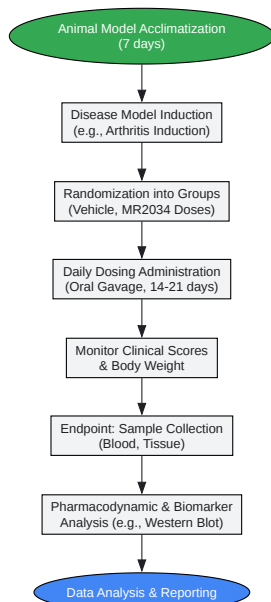 Animal Model Acclimatization
(7 days)
Disease Model Induction
(e.g., Arthritis Induction)
Randomization into Groups
(Vehicle, MR2034 Doses)
Daily Dosing Administration
(Oral Gavage, 14-21 days)
Monitor Clinical Scores
& Body Weight
Endpoint: Sample Collection
(Blood, Tissue)
Pharmacodynamic & Biomarker
Analysis (e.g., Western Blot)
Data Analysis & Reporting